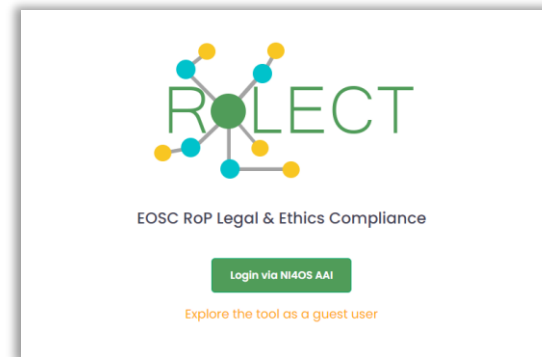 ROLECT
EOSC RoP Legal & Ethics Compliance
Login via NI4OS AAI
Explore the tool as a guest user